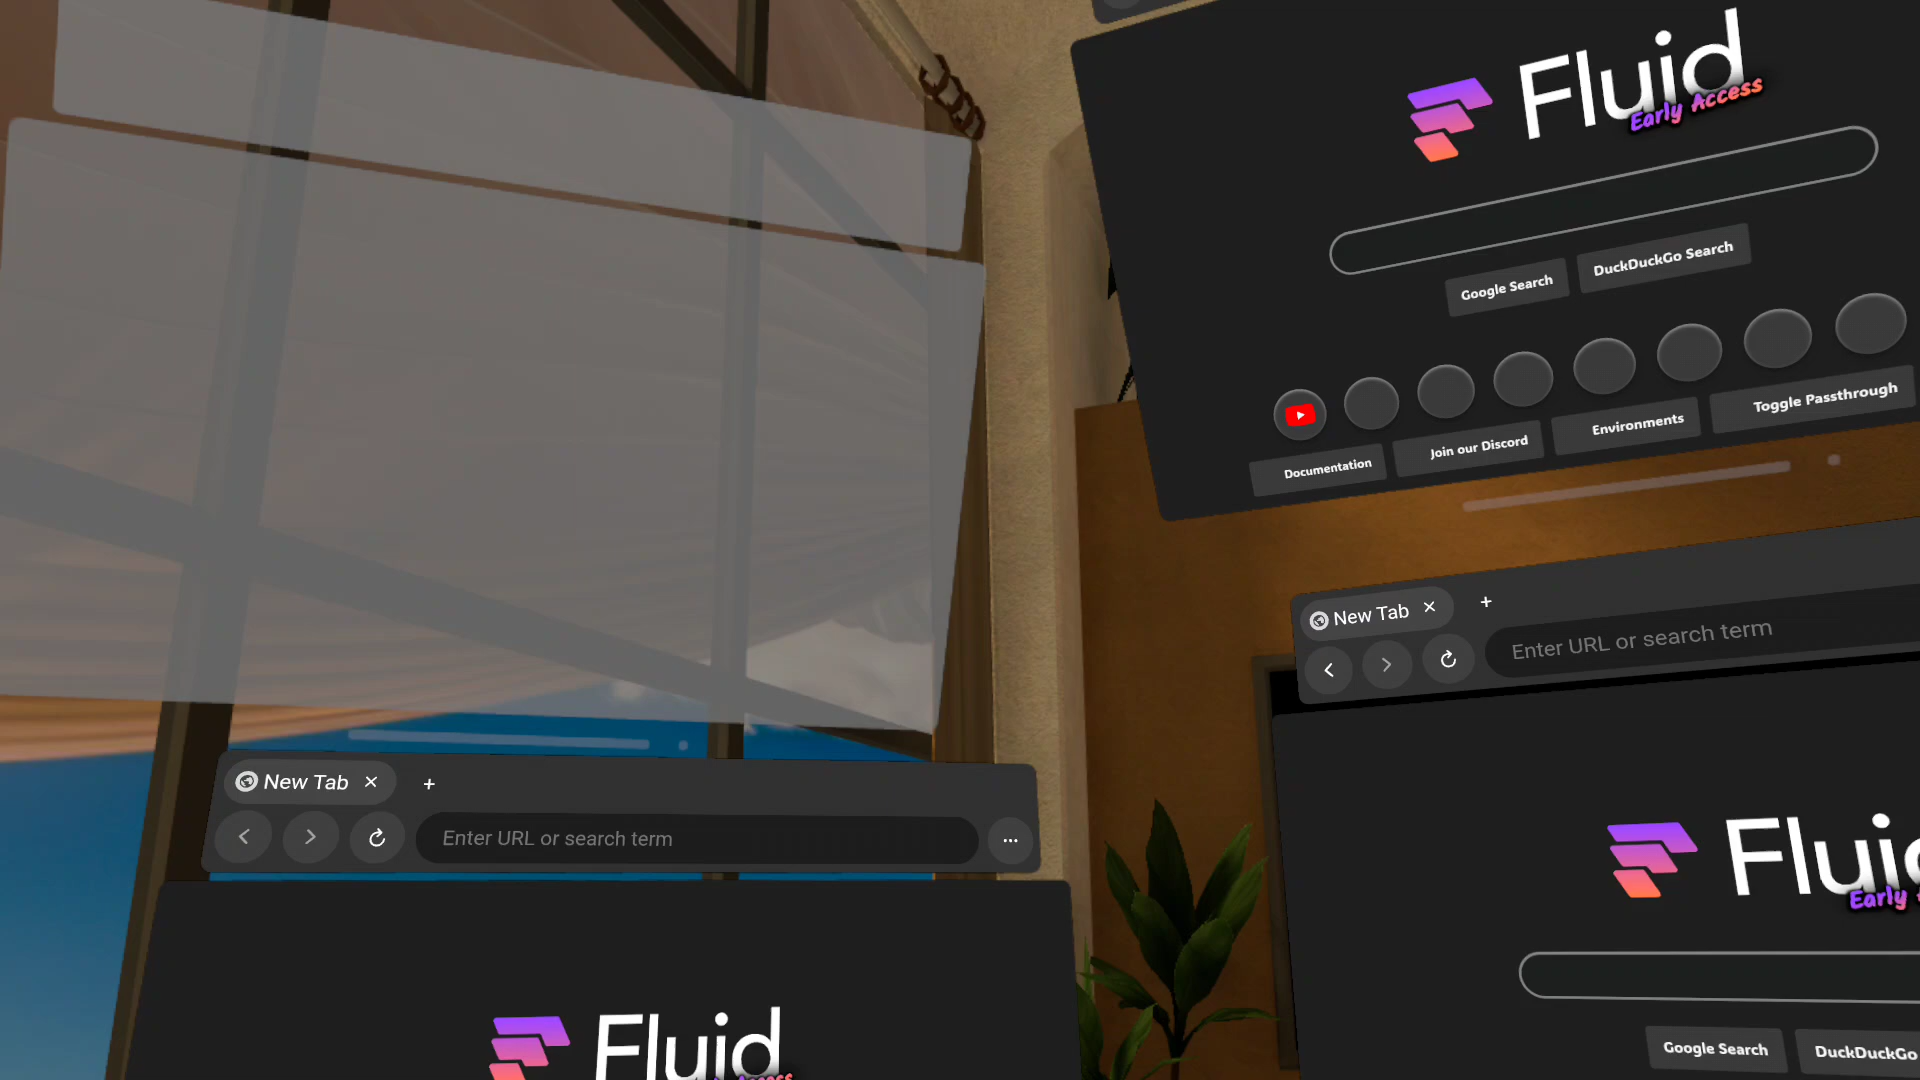 Fluid
Early Access
Google Search
DuckDuckGo Search
Documentation
Join our Discord
Environments
Toggle Passthrough
New Tab
Enter URL or search term
New Tab
Enter URL or search term
Fluid
Early
Google Search
DuckDuckGo
Fluid